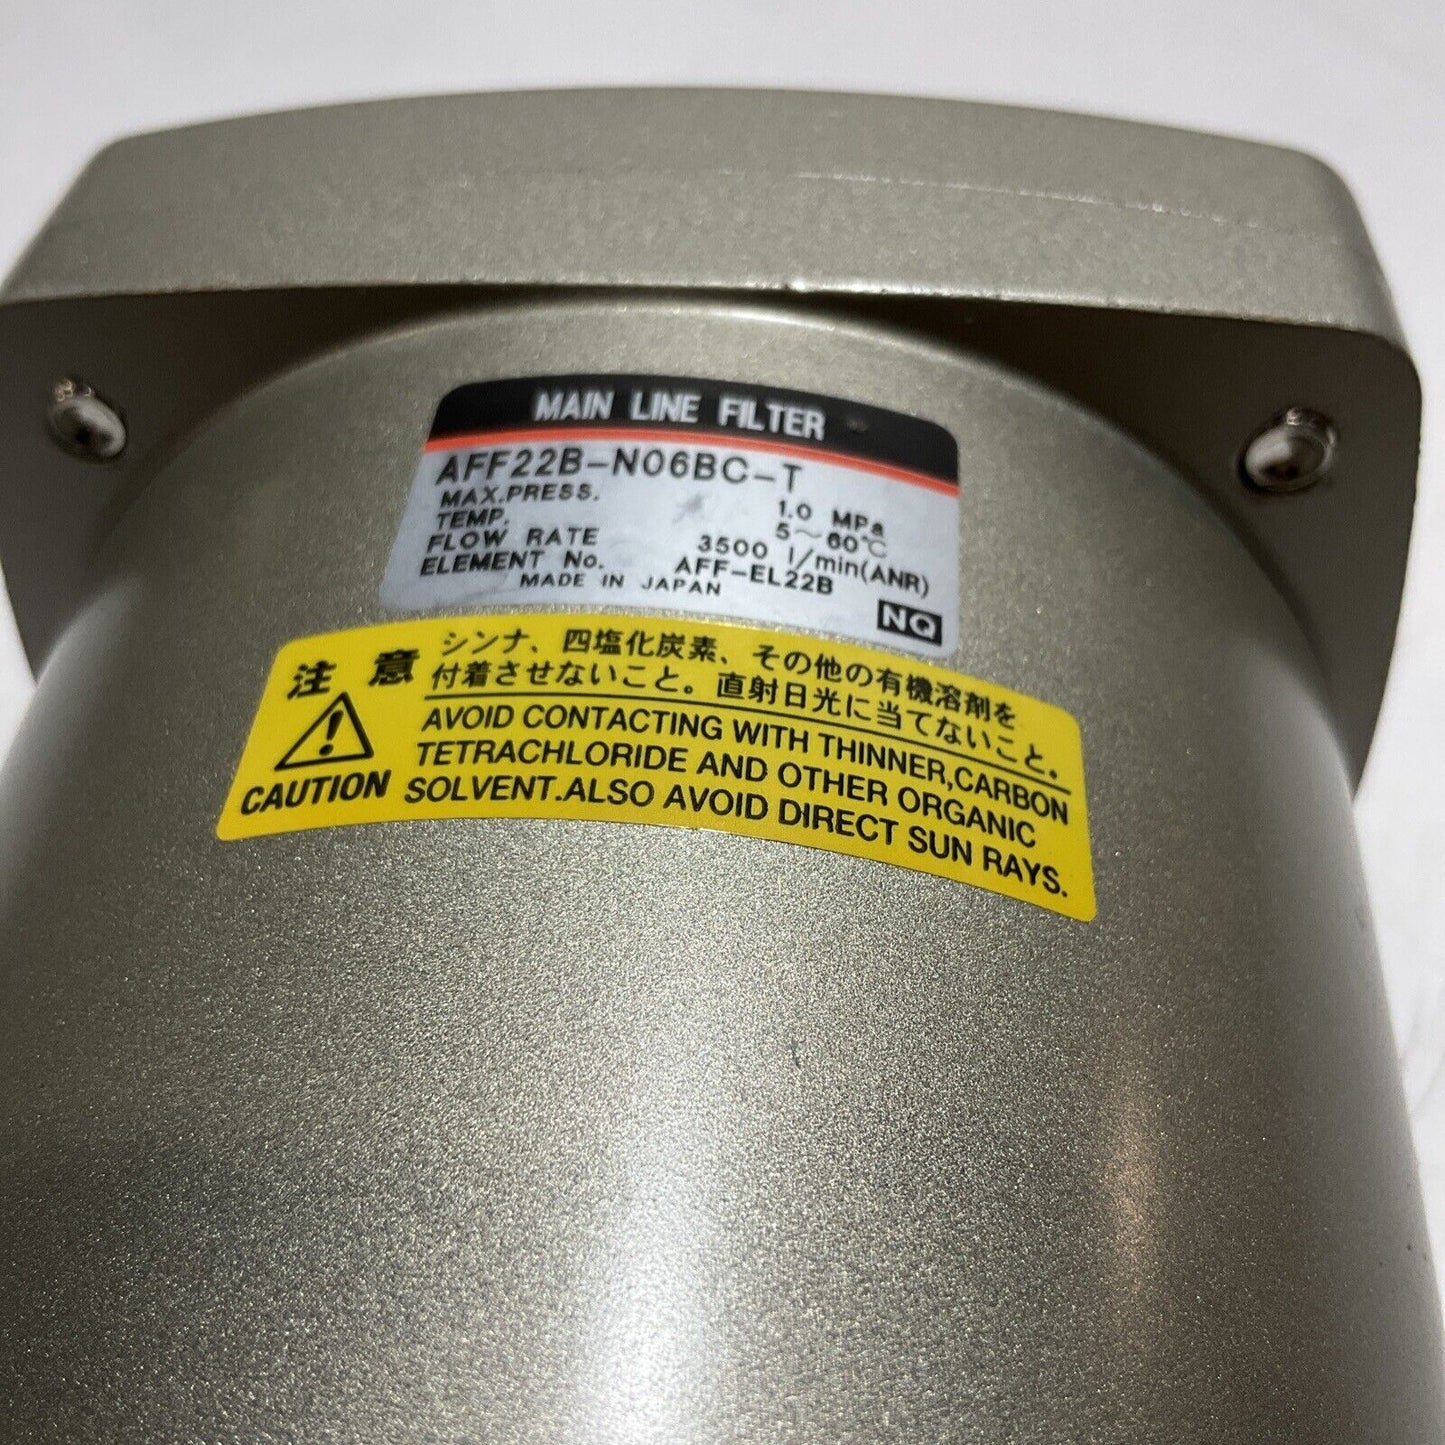 MAIN LINE FILTER
AFF22B-N06BC-T
MAX.PRESS. 1.0 MPa
TEMP. 5~60℃
FLOW RATE 3500 l/min(ANR)
ELEMENT No. AFF-EL22B
MADE IN JAPAN
NQ
注意
シンナ、四塩化炭素、その他の有機溶剤を
付着させないこと。直射日光に当てないこと。
CAUTION
AVOID CONTACTING WITH THINNER,CARBON
TETRACHLORIDE AND OTHER ORGANIC
SOLVENT.ALSO AVOID DIRECT SUN RAYS.